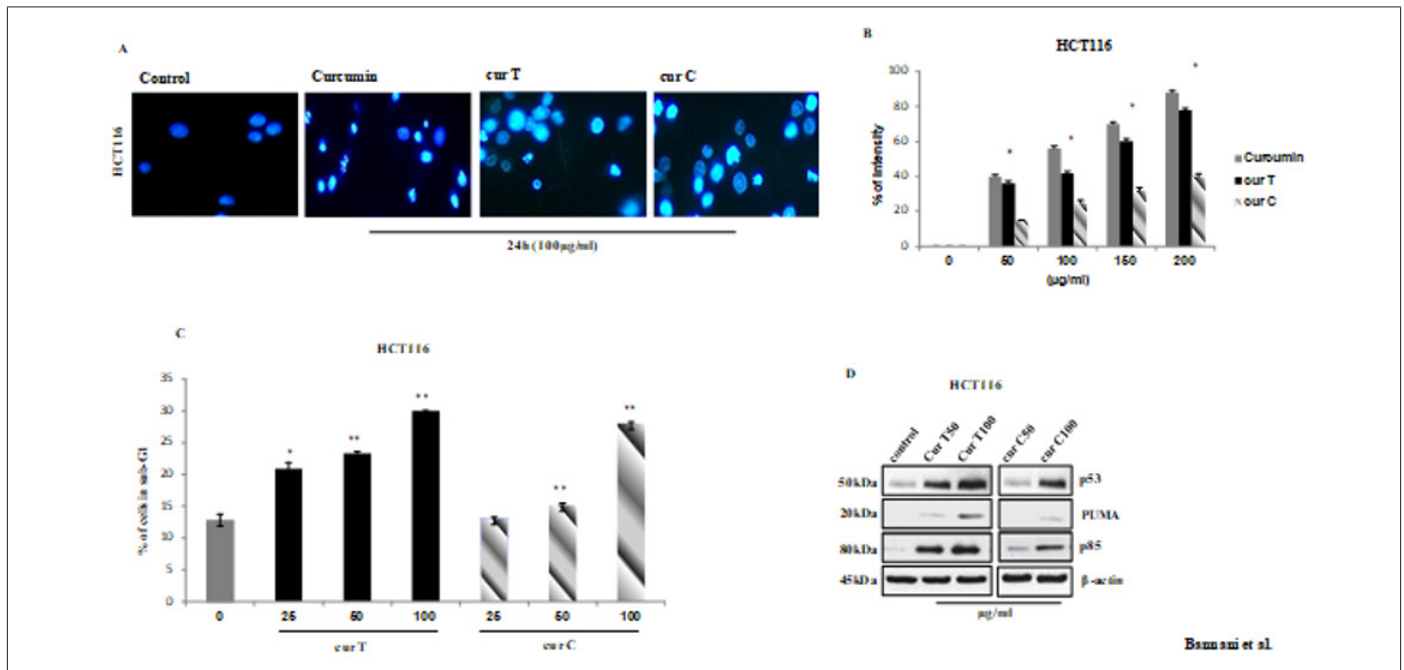 A
Control Curcumin cur T cur C
HCT116
24h (100µg/ml)
B
HCT116
% of Intensity
100
80
60
40
20
0
* * * *
0 50 100 150 200
(µg/ml)
Curcumin
cur T
cur C
C
HCT116
% of cells in sub-G1
35
30
25
20
15
10
5
0
* ** ** ** **
0 25 50 100 25 50 100
cur T cur C
D
HCT116
control Cur T50 Cur T100 cur C50 cur C100
50kDa p53
20kDa PUMA
80kDa p85
45kDa β-actin
µg/ml
Bannani et al.